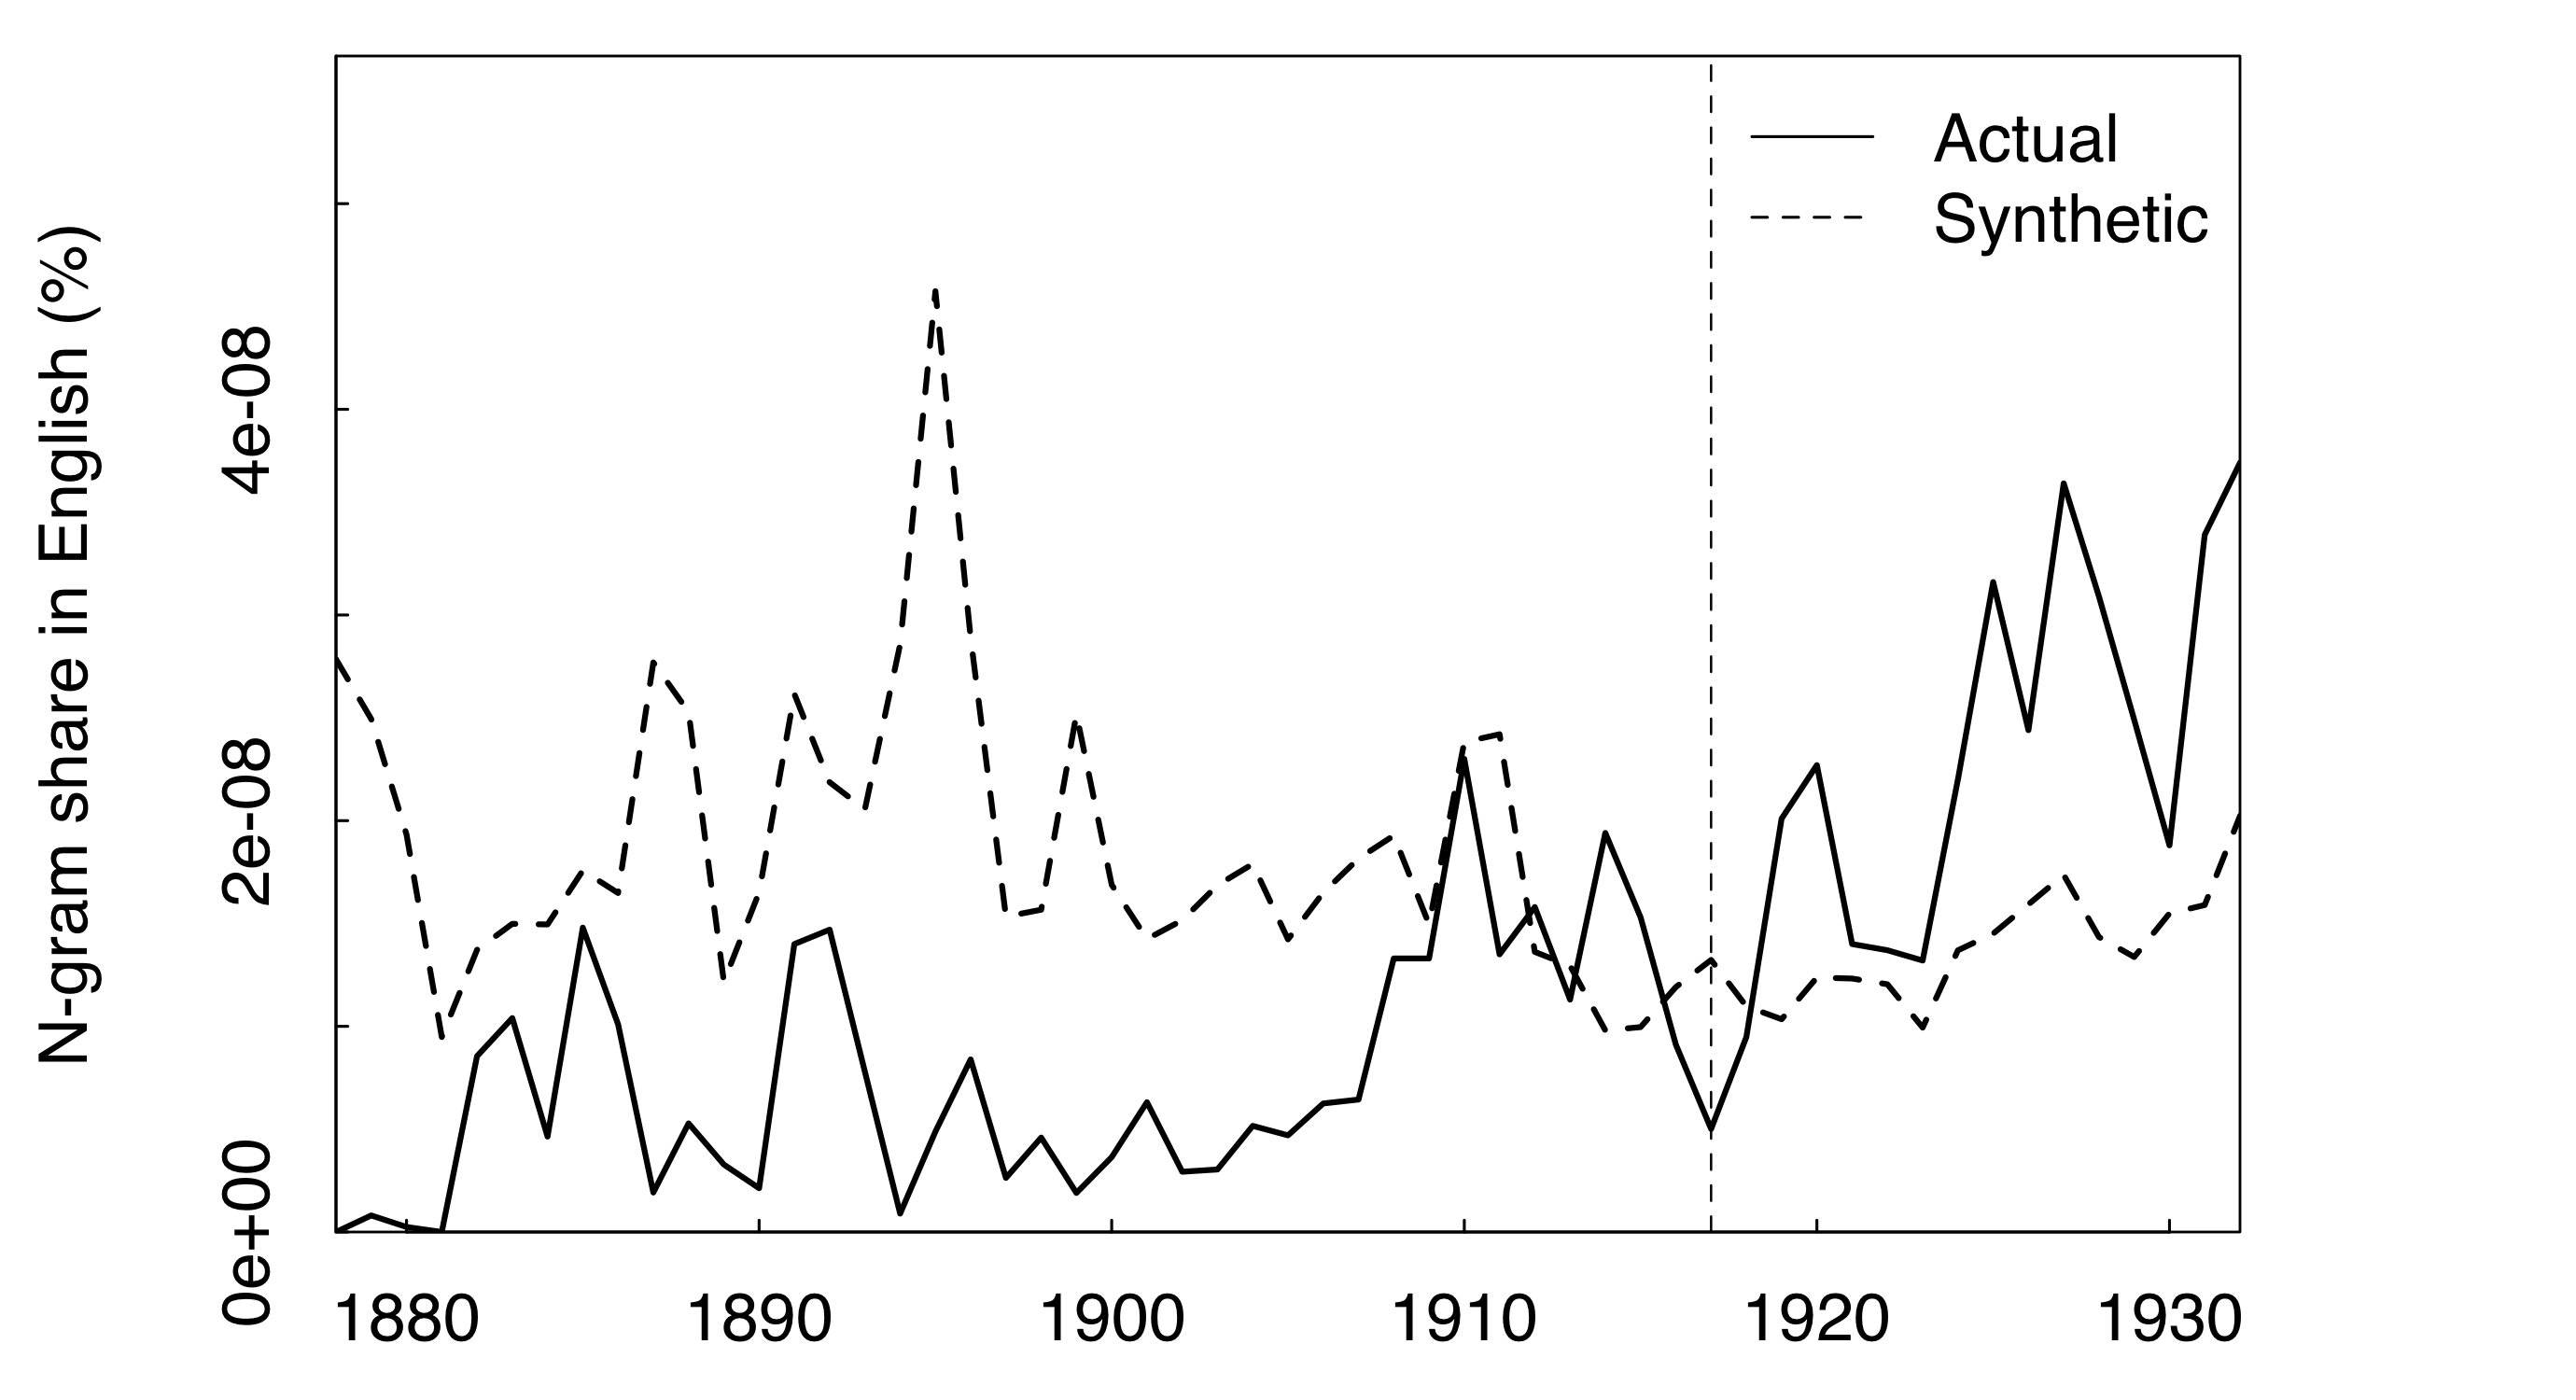 N-gram share in English (%)
4e-08
2e-08
0e+00
Actual
Synthetic
1880 1890 1900 1910 1920 1930